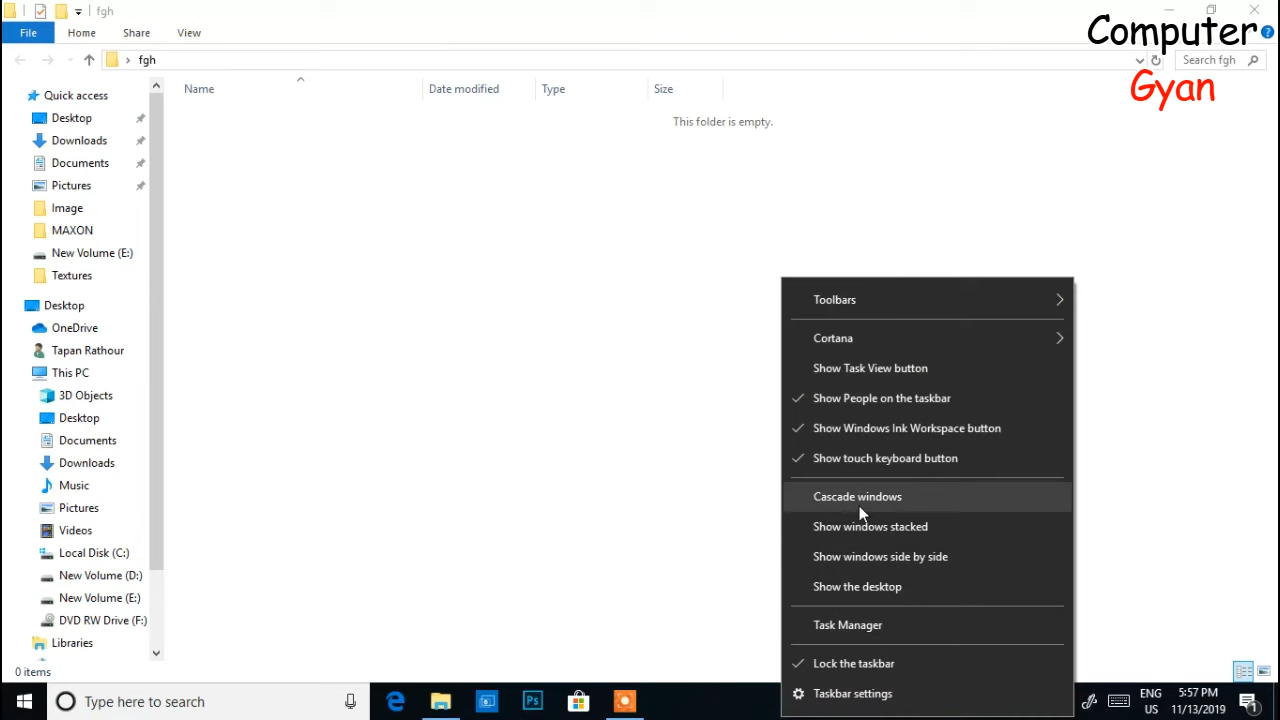 fgh
Computer
Gyan
File Home Share View
fgh
Search fgh
Name Date modified Type Size
This folder is empty.
Quick access
Desktop
Downloads
Documents
Pictures
Image
MAXON
New Volume (E:)
Textures
Desktop
OneDrive
Tapan Rathour
This PC
3D Objects
Desktop
Documents
Downloads
Music
Pictures
Videos
Local Disk (C:)
New Volume (D:)
New Volume (E:)
DVD RW Drive (F:)
Libraries
0 items
Toolbars
Cortana
Show Task View button
Show People on the taskbar
Show Windows Ink Workspace button
Show touch keyboard button
Cascade windows
Show windows stacked
Show windows side by side
Show the desktop
Task Manager
Lock the taskbar
Taskbar settings
Type here to search
Ps
ENG
US
5:57 PM
11/13/2019
1